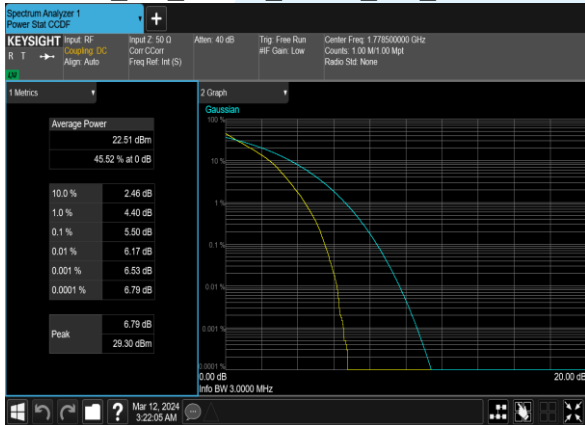 Spectrum Analyzer 1
Power Stat CCDF
KEYSIGHT
R T
Input: RF
Coupling: DC
Align: Auto
Input Z: 50 Ω
Corr CCorr
Freq Ref: Int (S)
Atten: 40 dB
Trig: Free Run
#IF Gain: Low
Center Freq: 1.778500000 GHz
Counts: 1.00 M/1.00 Mpt
Radio Std: None
1 Metrics
Average Power
22.51 dBm
45.52 % at 0 dB
10.0 % 2.46 dB
1.0 % 4.40 dB
0.1 % 5.50 dB
0.01 % 6.17 dB
0.001 % 6.53 dB
0.0001 % 6.79 dB
Peak
6.79 dB
29.30 dBm
2 Graph
Gaussian
100 %
10 %
1 %
0.1 %
0.01 %
0.001 %
0.0001 %
0.00 dB
20.00 dB
Info BW 3.0000 MHz
?
Mar 12, 2024
3:22:05 AM